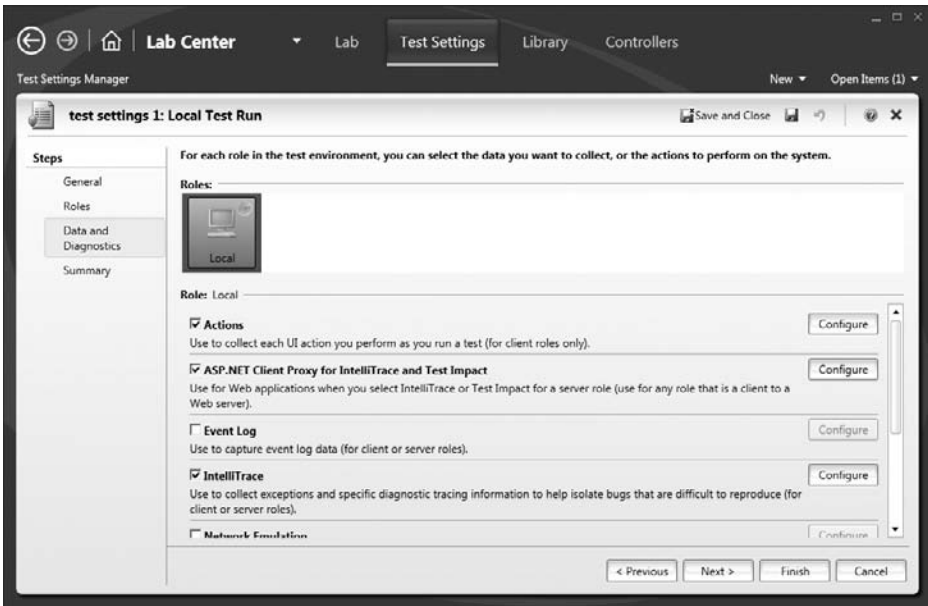 Lab Center Lab Test Settings Library Controllers
Test Settings Manager New Open Items (1)
test settings 1: Local Test Run Save and Close
Steps
General
Roles
Data and
Diagnostics
Summary
For each role in the test environment, you can select the data you want to collect, or the actions to perform on the system.
Roles:
Local
Role: Local
Actions Configure
Use to collect each UI action you perform as you run a test (for client roles only).
ASP.NET Client Proxy for IntelliTrace and Test Impact Configure
Use for Web applications when you select IntelliTrace or Test Impact for a server role (use for any role that is a client to a
Web server).
Event Log Configure
Use to capture event log data (for client or server roles).
IntelliTrace Configure
Use to collect exceptions and specific diagnostic tracing information to help isolate bugs that are difficult to reproduce (for
client or server roles).
Network Emulation Configure
< Previous Next > Finish Cancel